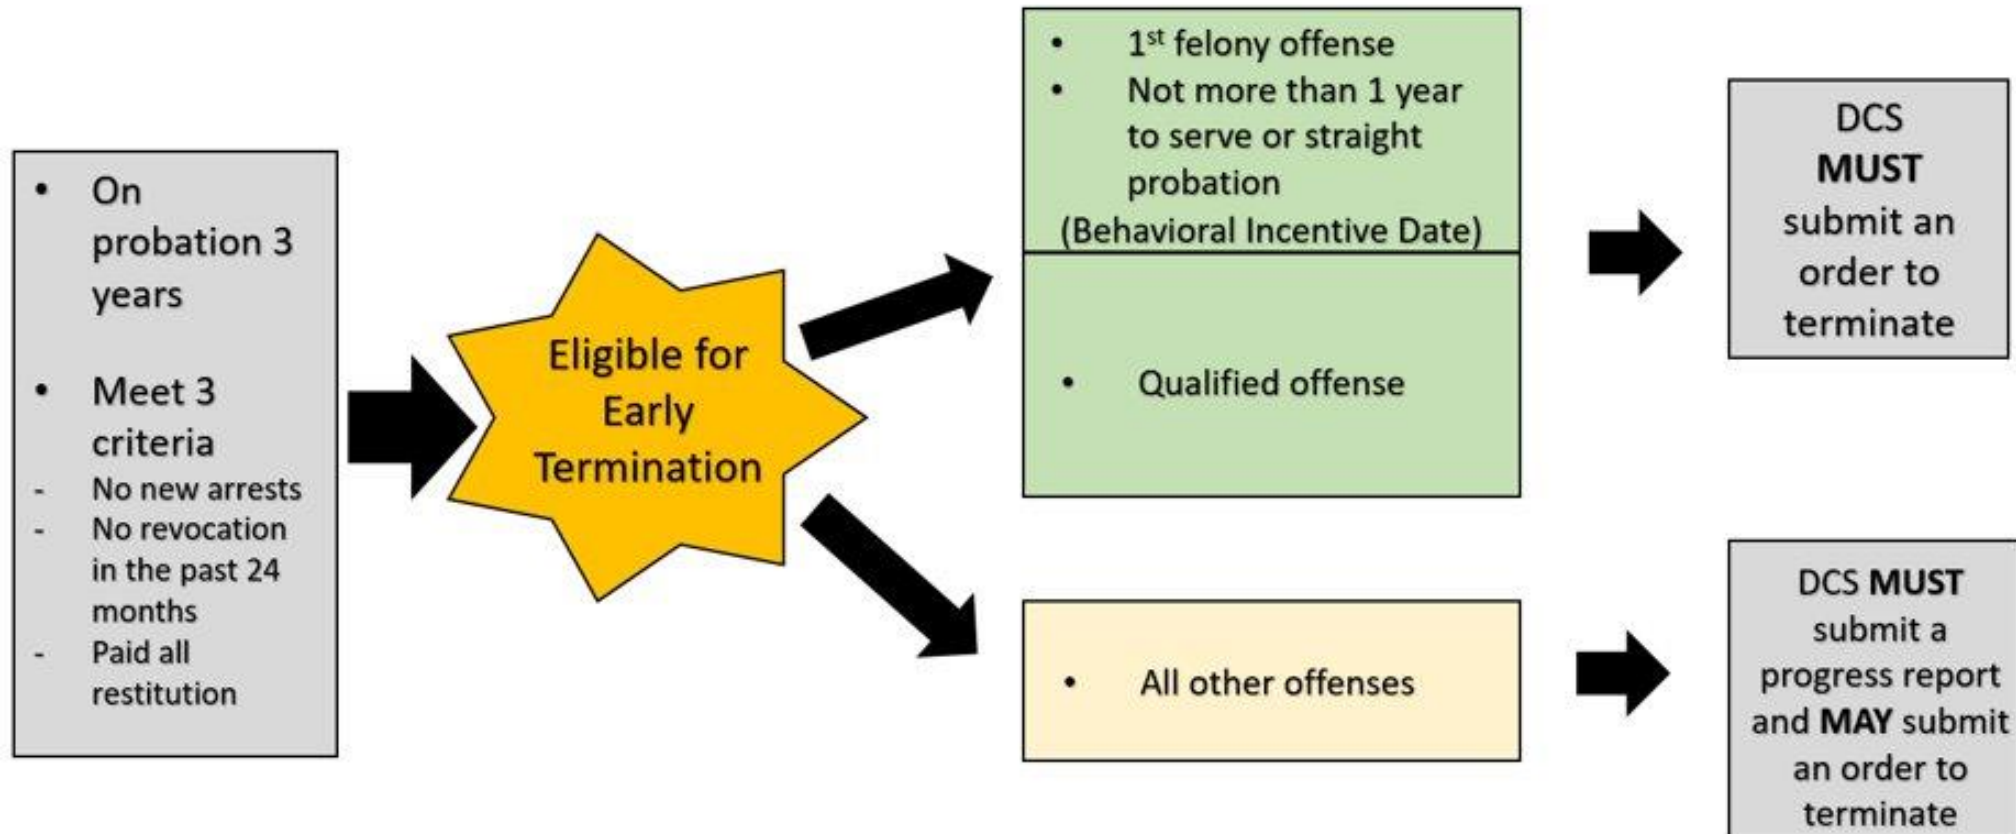 • On
probation 3
years
• Meet 3
criteria
- No new arrests
- No revocation
in the past 24
months
- Paid all
restitution
Eligible for
Early
Termination
• 1st felony offense
• Not more than 1 year
to serve or straight
probation
(Behavioral Incentive Date)
• Qualified offense
DCS
MUST
submit an
order to
terminate
• All other offenses
DCS MUST
submit a
progress report
and MAY submit
an order to
terminate